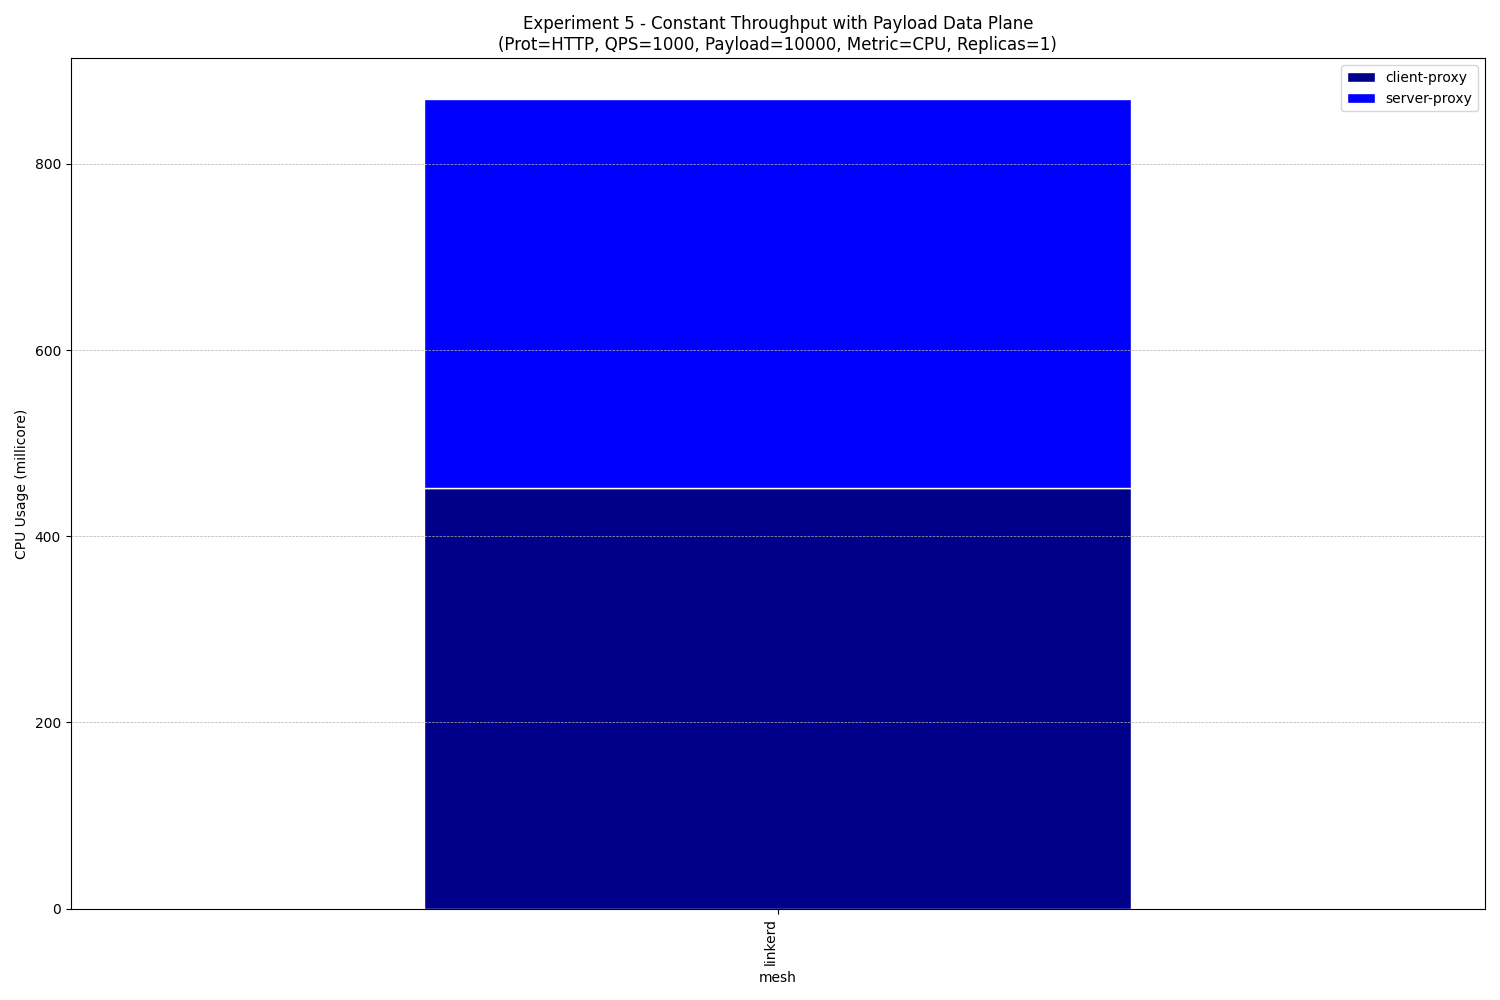 Experiment 5 - Constant Throughput with Payload Data Plane
(Prot=HTTP, QPS=1000, Payload=10000, Metric=CPU, Replicas=1)
client-proxy
server-proxy
800
600
400
200
0
CPU Usage (millicore)
linkerd
mesh